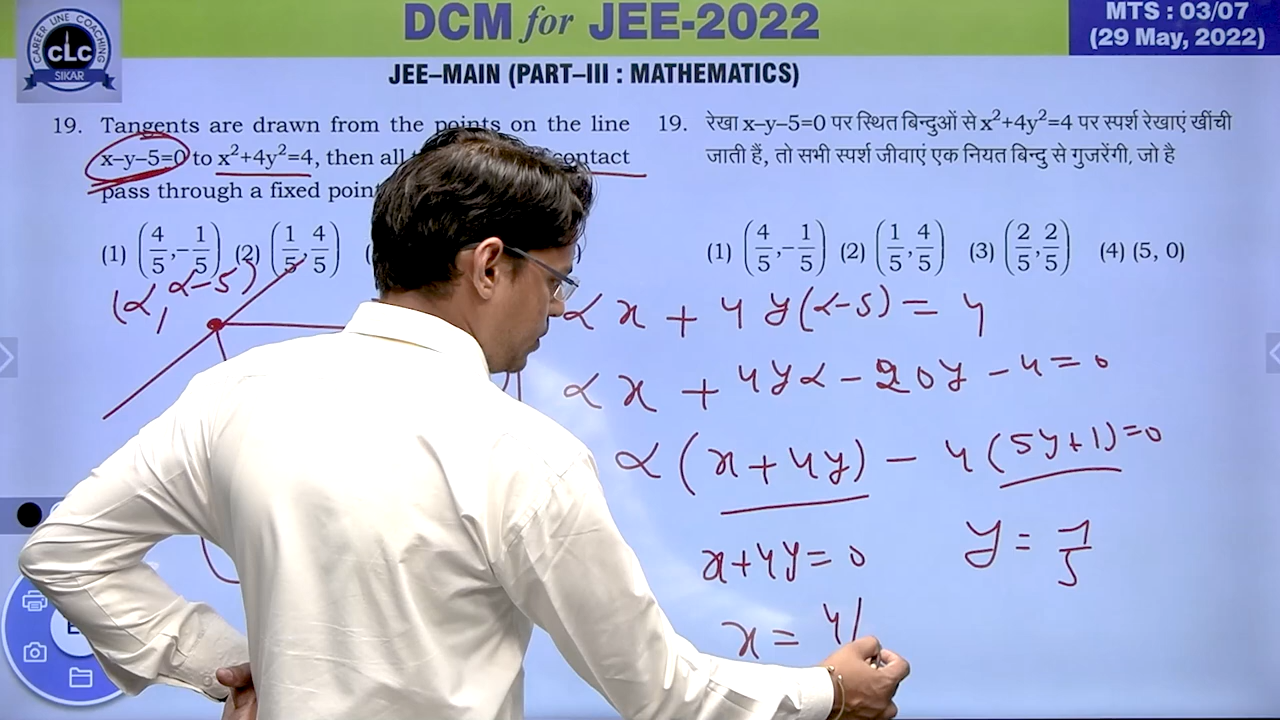 DCM for JEE-2022
MTS : 03/07
(29 May, 2022)
CAREER LINE COACHING
CLC
SIKAR
JEE–MAIN (PART–III : MATHEMATICS)
19. Tangents are drawn from the points on the line
x–y–5=0 to x²+4y²=4, then all contact
pass through a fixed point
(1) (4/5,-1/5) (2) (1/5,4/5)
19. रेखा x–y–5=0 पर स्थित बिन्दुओं से x²+4y²=4 पर स्पर्श रेखाएं खींची
जाती हैं, तो सभी स्पर्श जीवाएं एक नियत बिन्दु से गुजरेंगी, जो है
(1) (4/5,-1/5) (2) (1/5,4/5) (3) (2/5,2/5) (4) (5, 0)
(α, α-5)
αx + 4y(α-5) = 4
αx + 4yα - 20y - 4 = 0
α(x+4y) - 4(5y+1)=0
x+4y=0
y = -1/5
x = 4/